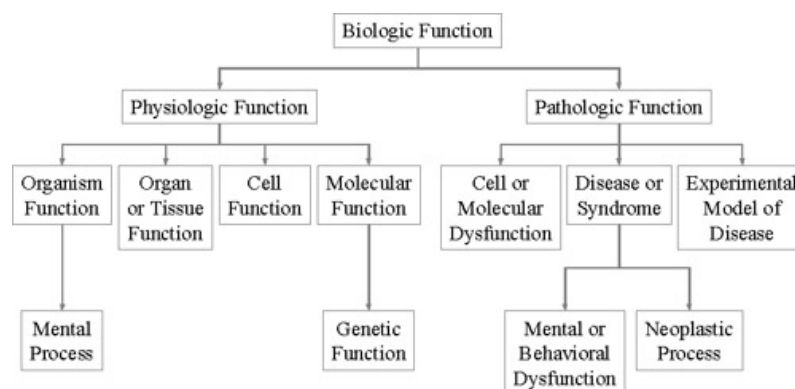 Biologic Function
Physiologic Function
Pathologic Function
Organism
Function
Organ
or Tissue
Function
Cell
Function
Molecular
Function
Cell or
Molecular
Dysfunction
Disease or
Syndrome
Experimental
Model of
Disease
Mental
Process
Genetic
Function
Mental or
Behavioral
Dysfunction
Neoplastic
Process